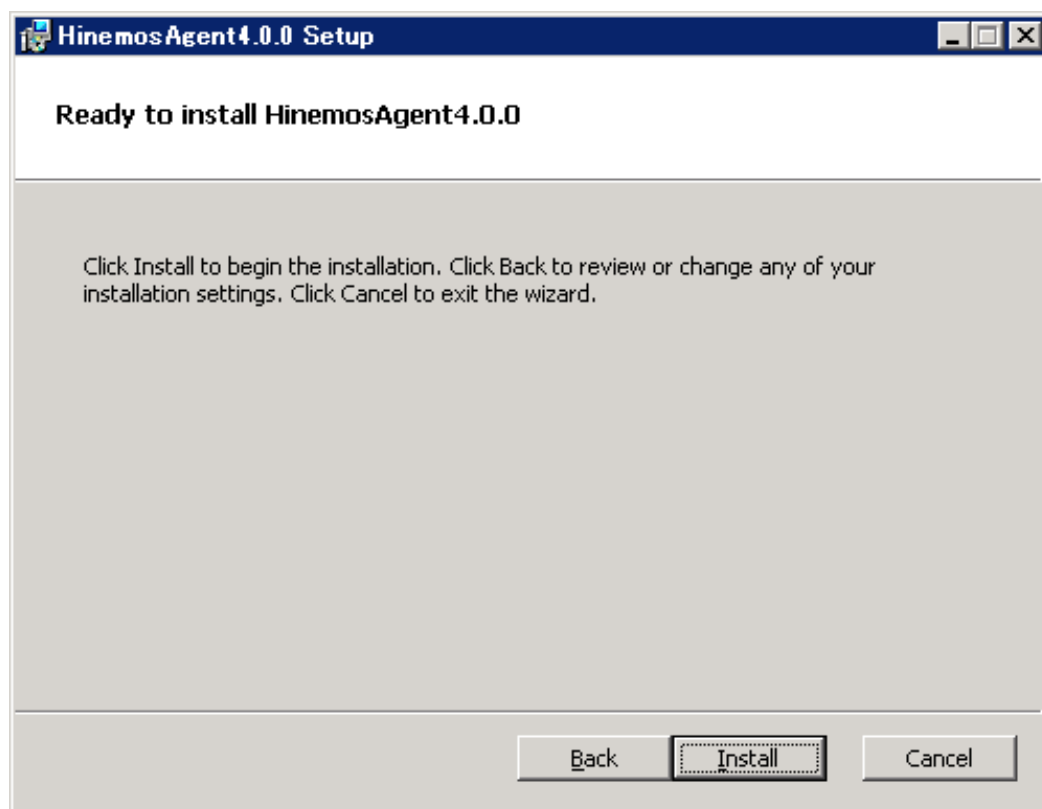 HinemosAgent4.0.0 Setup
Ready to install HinemosAgent4.0.0
Click Install to begin the installation. Click Back to review or change any of your
installation settings. Click Cancel to exit the wizard.
Back Install Cancel